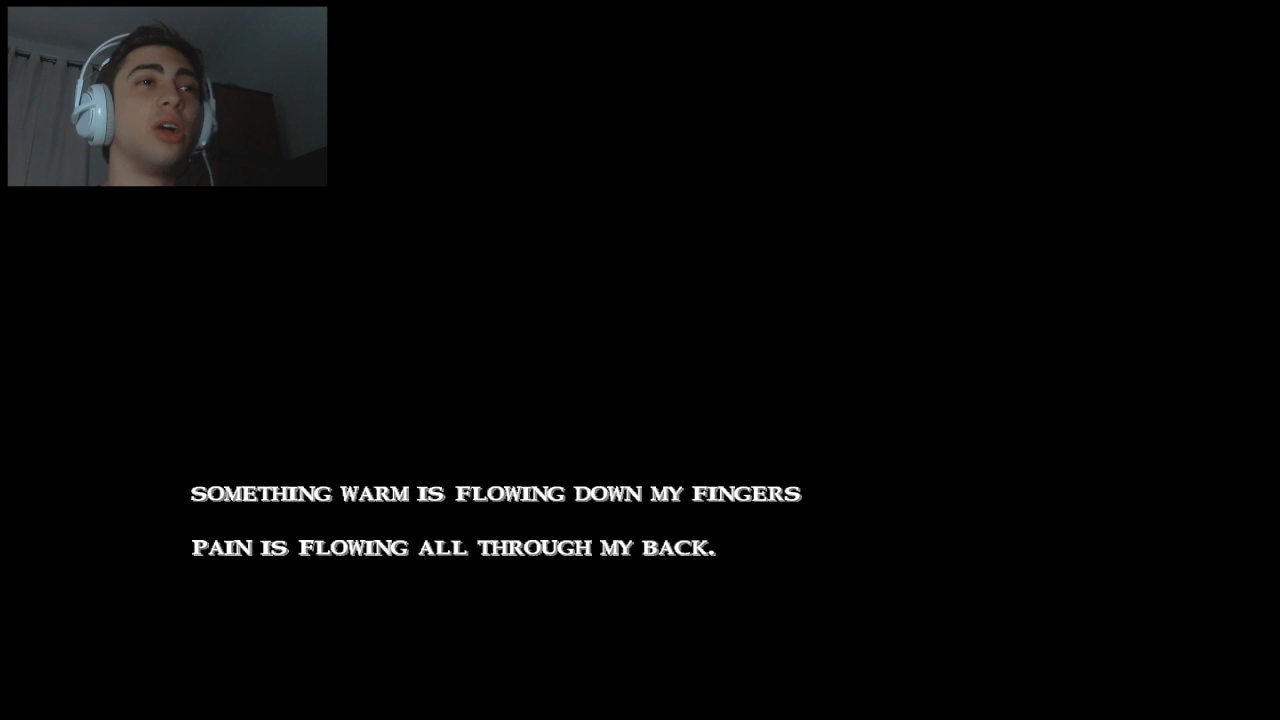 SOMETHING WARM IS FLOWING DOWN MY FINGERS
PAIN IS FLOWING ALL THROUGH MY BACK.